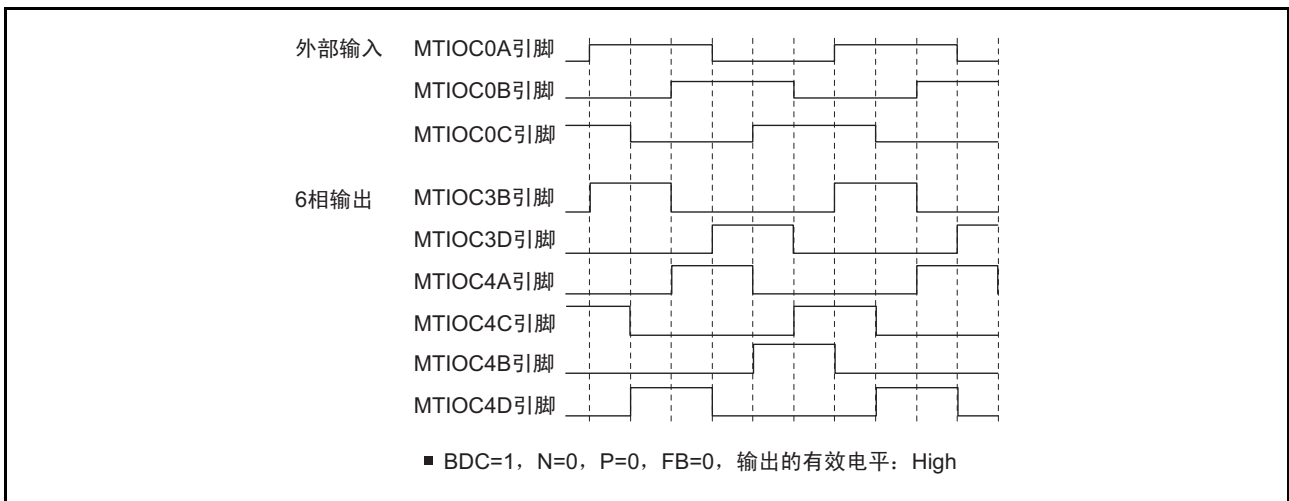 外部输入 MTIOC0A引脚
MTIOC0B引脚
MTIOC0C引脚
6相输出 MTIOC3B引脚
MTIOC3D引脚
MTIOC4A引脚
MTIOC4C引脚
MTIOC4B引脚
MTIOC4D引脚
■ BDC=1，N=0，P=0，FB=0，输出的有效电平：High